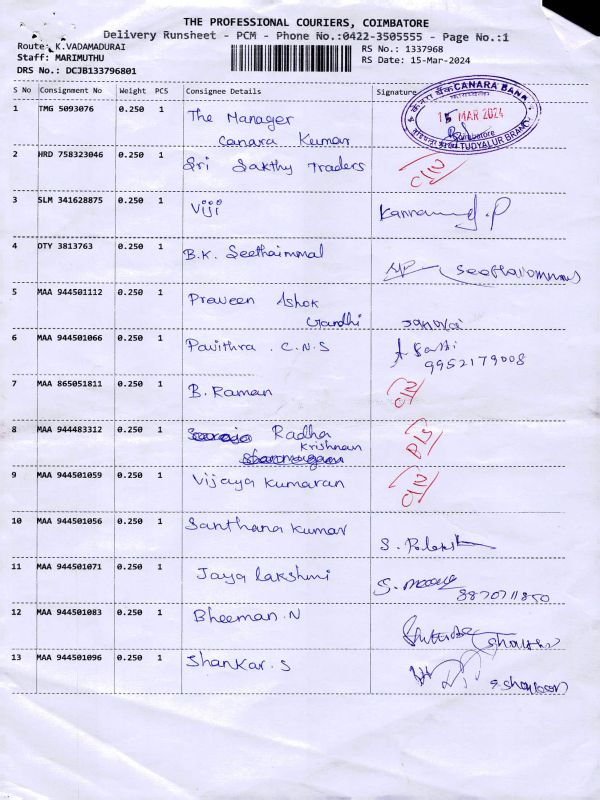 THE PROFESSIONAL COURIERS, COIMBATORE
Delivery Runsheet - PCM - Phone No.:0422-3505555 - Page No.:1
Route: K.VADAMADURAI
RS No.: 1337968
Staff: MARIMUTHU
RS Date: 15-Mar-2024
DRS No.: DCJB133796801
S No Consignment No Weight PCS Consignee Details Signature
CANARA BANK
15 MAR 2024
Coimbatore
TUDYALUR BRANCH
1 TMG 5093076 0.250 1 The Manager
Canara Kumar
2 HRD 758323046 0.250 1 Sri Sakthy Traders
3 SLM 341628875 0.250 1 Viji
4 OTY 3813763 0.250 1 B.K. Seethaimmal
5 MAA 944501112 0.250 1 Praveen Ashok
Gandhi
6 MAA 944501066 0.250 1 Pavithra . C.N.S
9952179008
7 MAA 865051811 0.250 1 B. Raman
8 MAA 944483312 0.250 1 Radha
Krishnan
9 MAA 944501059 0.250 1 Vijaya Kumaran
10 MAA 944501056 0.250 1 Santhana Kumar
11 MAA 944501071 0.250 1 Jaya lakshmi
8870711850
12 MAA 944501083 0.250 1 Bheeman .N
13 MAA 944501096 0.250 1 Shankar. S